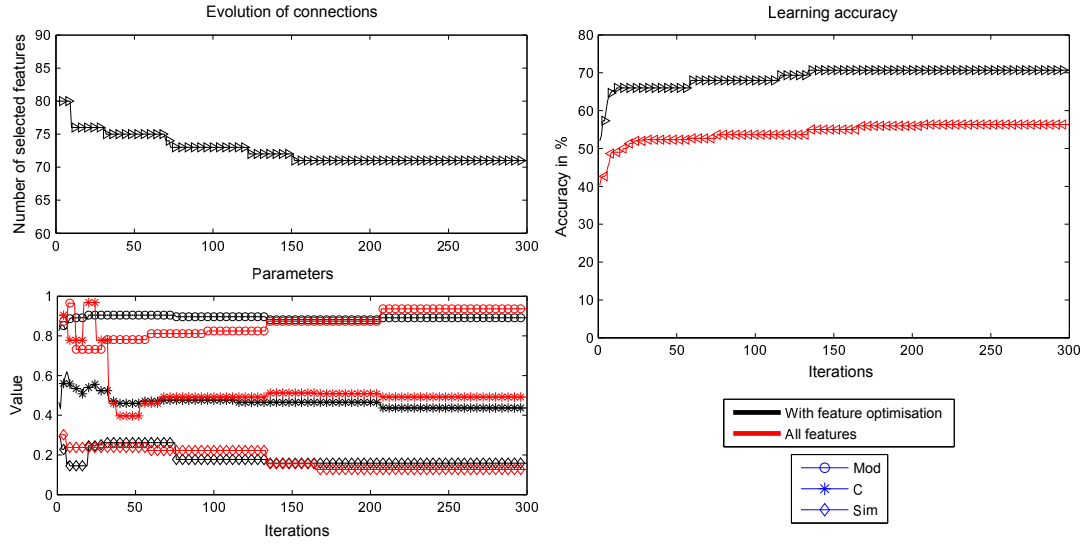 Evolution of connections
90
85
80
75
70
65
60
Number of selected features
0 50 100 150 200 250 300
Parameters
1
0.8
0.6
0.4
0.2
0
Value
0 50 100 150 200 250 300
Iterations
Learning accuracy
80
70
60
50
40
30
20
10
0
Accuracy in %
0 50 100 150 200 250 300
Iterations
With feature optimisation
All features
Mod
C
Sim